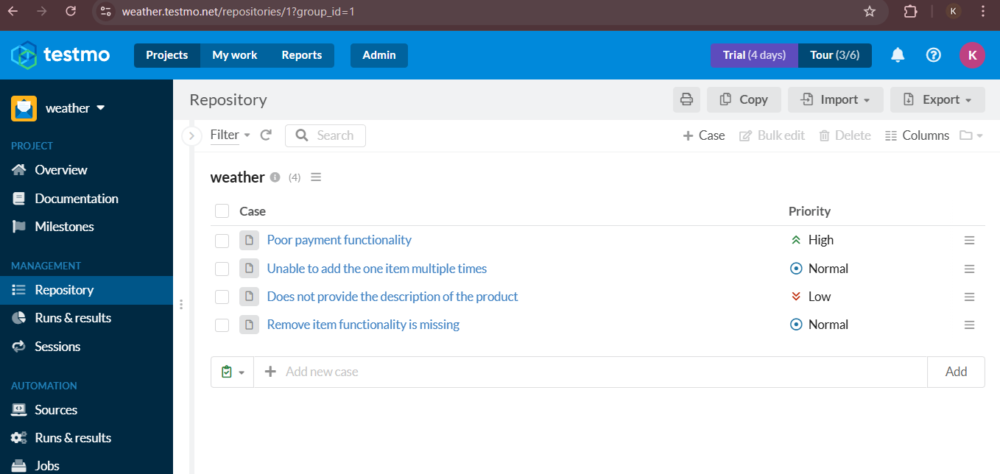 weather.testmo.net/repositories/1?group_id=1
K
testmo
Projects
My work
Reports
Admin
Trial (4 days)
Tour (3/6)
K
weather
PROJECT
Overview
Documentation
Milestones
MANAGEMENT
Repository
Runs & results
Sessions
AUTOMATION
Sources
Runs & results
Jobs
Repository
Copy
Import
Export
Filter
Search
Case
Bulk edit
Delete
Columns
weather (4)
Case Priority
Poor payment functionality High
Unable to add the one item multiple times Normal
Does not provide the description of the product Low
Remove item functionality is missing Normal
Add new case
Add